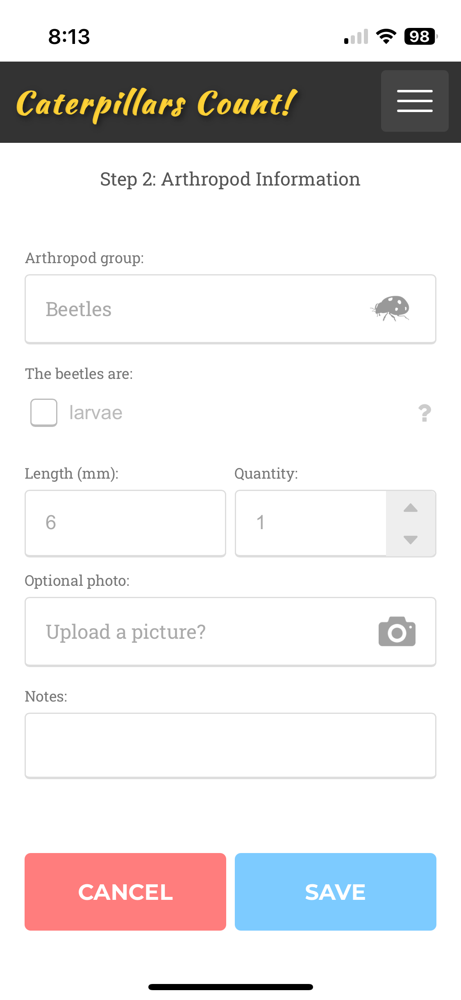 8:13
98
Caterpillars Count!
Step 2: Arthropod Information
Arthropod group:
Beetles
The beetles are:
larvae ?
Length (mm): Quantity:
6 1
Optional photo:
Upload a picture?
Notes:
CANCEL SAVE